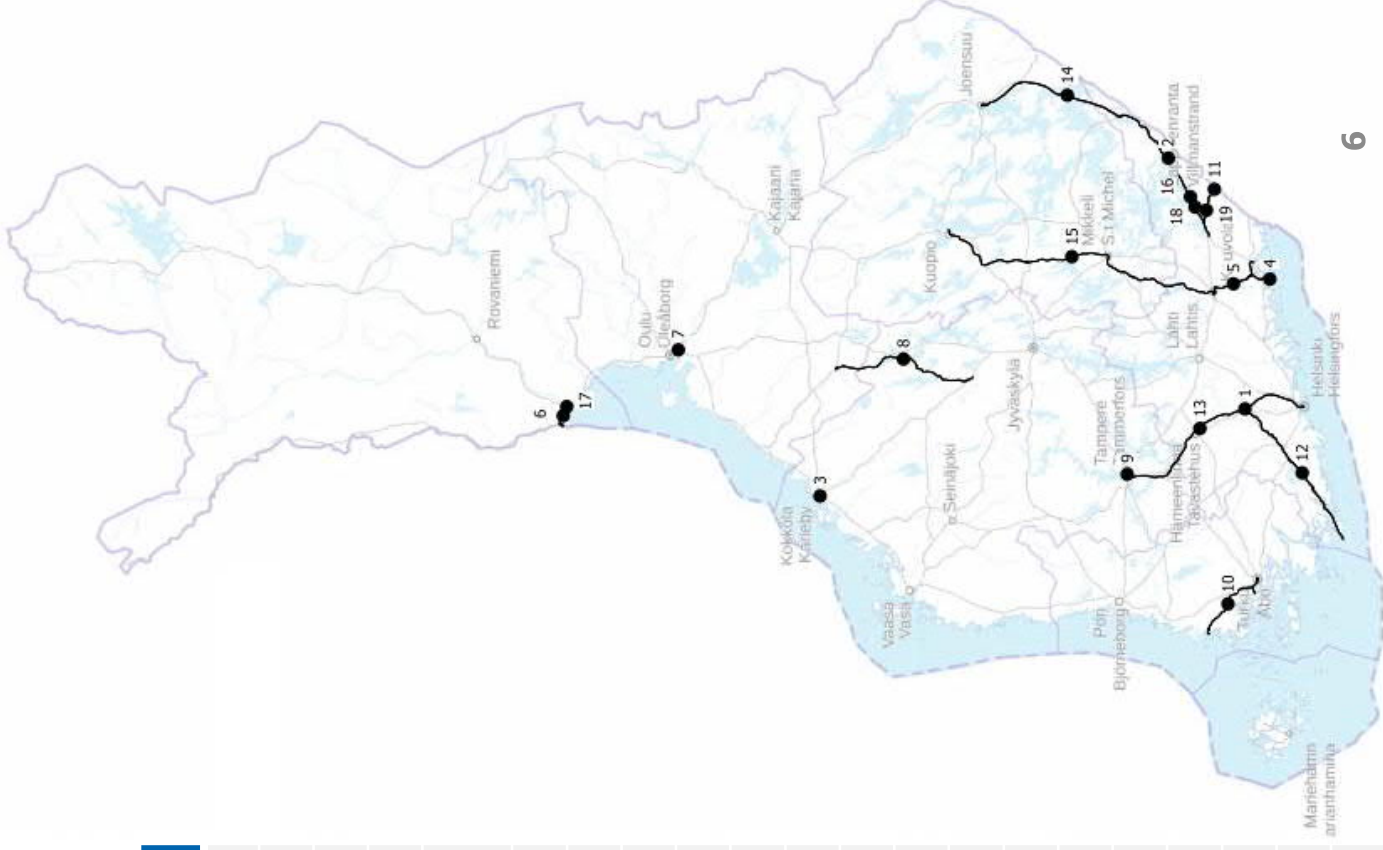 Rovaniemi
6
17
Oulu
Uleåborg
7
Kajaani
Kajana
Kokkola
Karleby
3
8
Kuopio
Joensuu
14
Vaasa
Vasa
Seinäjoki
Jyväskylä
15
Mikkeli
S:t Michel
Pori
Björneborg
9
Tampere
Tammerfors
Hämeenlinna
Tavastehus
13
Lahti
Lahtis
16
2
18
19
11
Villmanstrand
5
4
10
Åbo
1
12
Helsinki
Helsingfors
Mariehamn
9